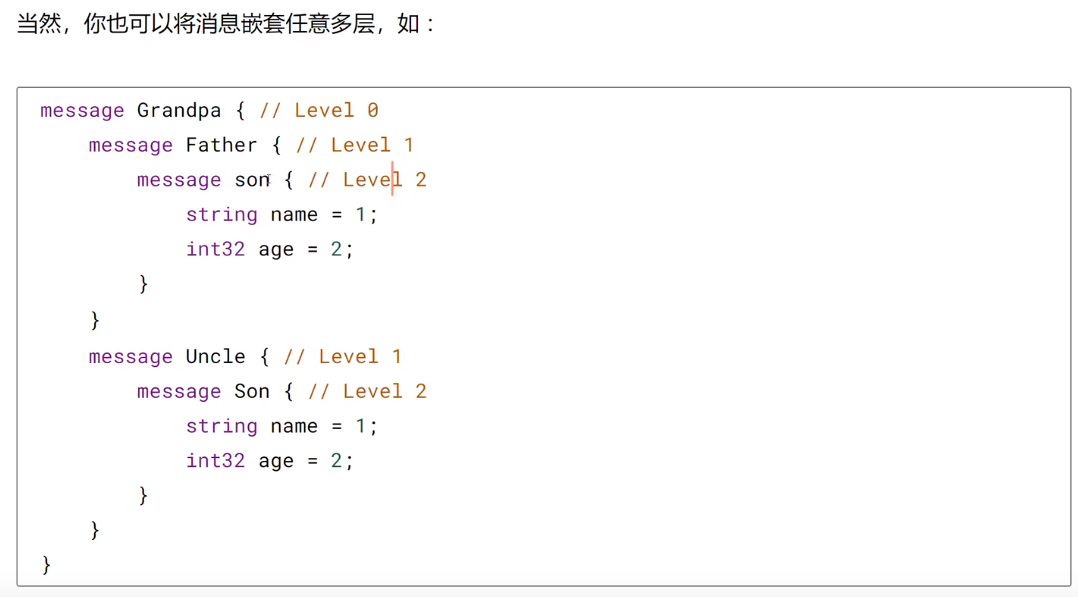 当然，你也可以将消息嵌套任意多层，如：
message Grandpa { // Level 0
message Father { // Level 1
message son { // Level 2
string name = 1;
int32 age = 2;
}
}
message Uncle { // Level 1
message Son { // Level 2
string name = 1;
int32 age = 2;
}
}
}